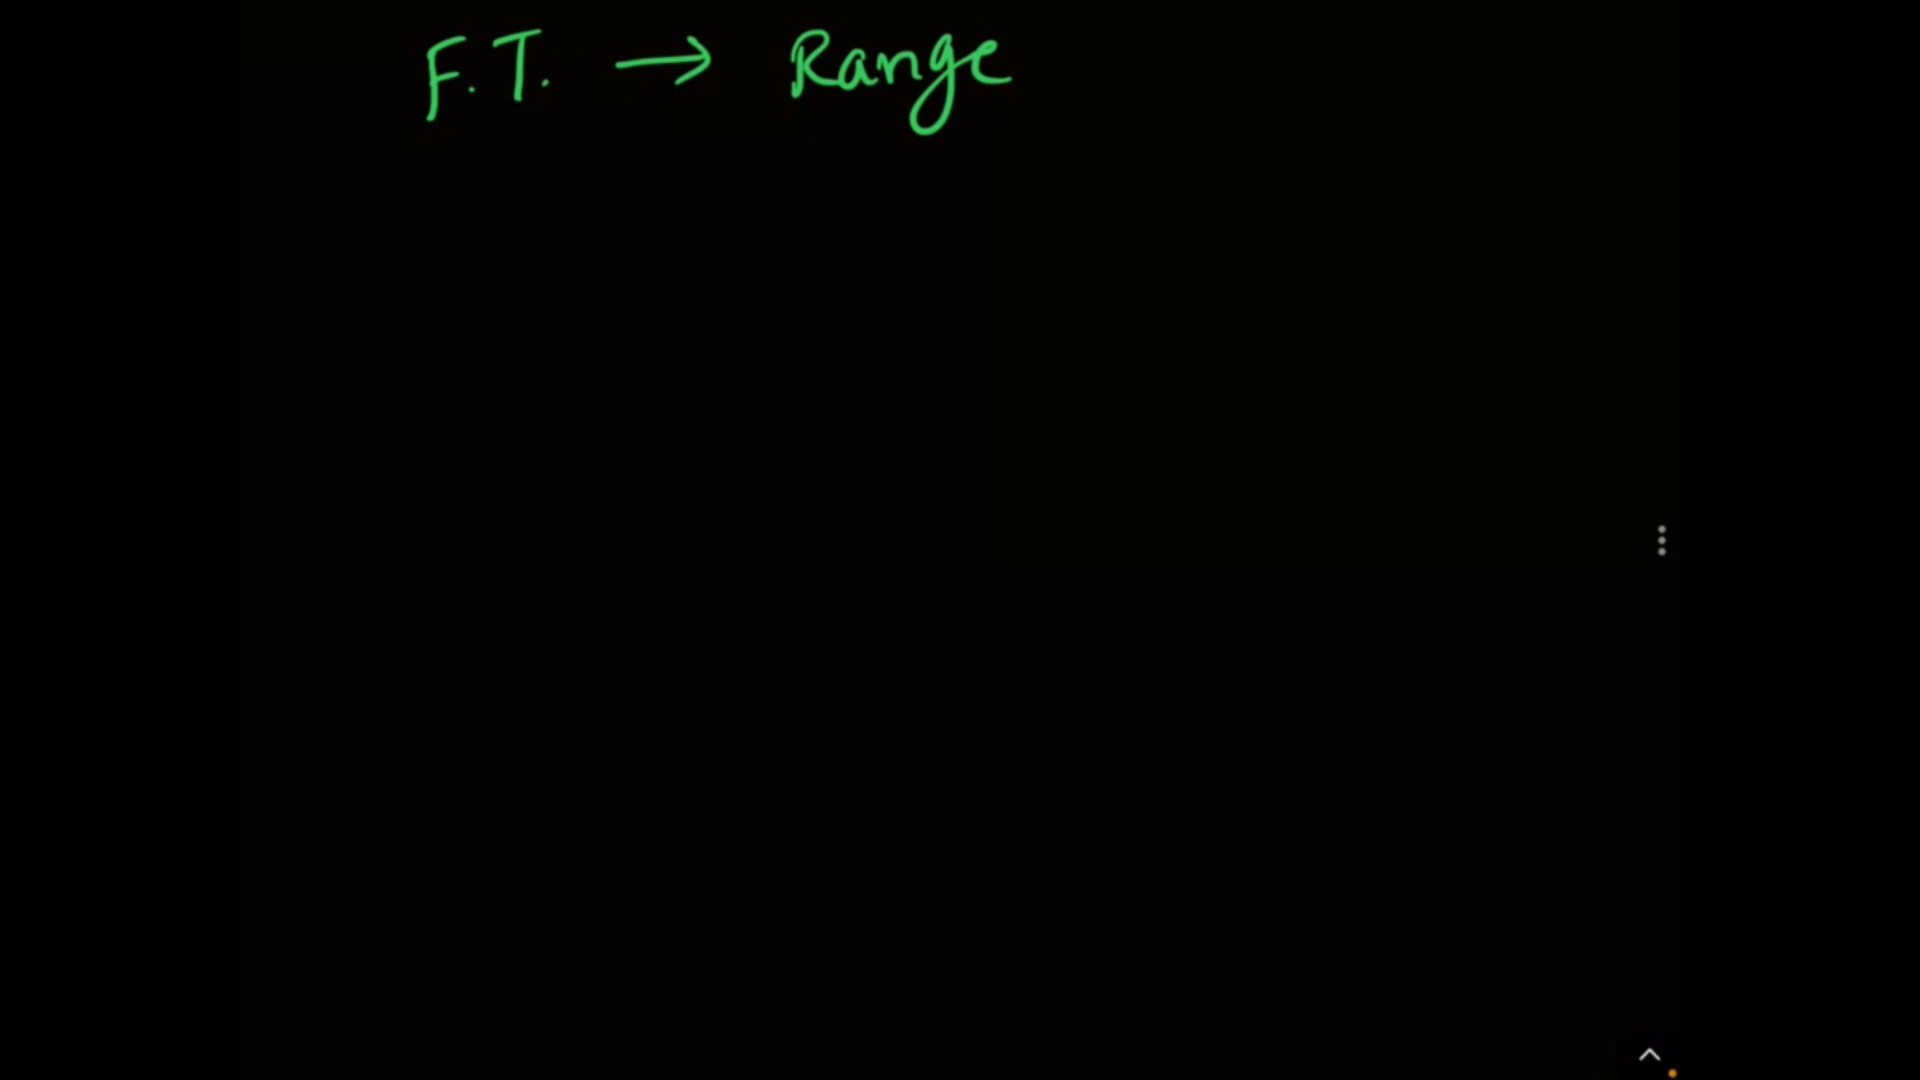 F.T. → Range